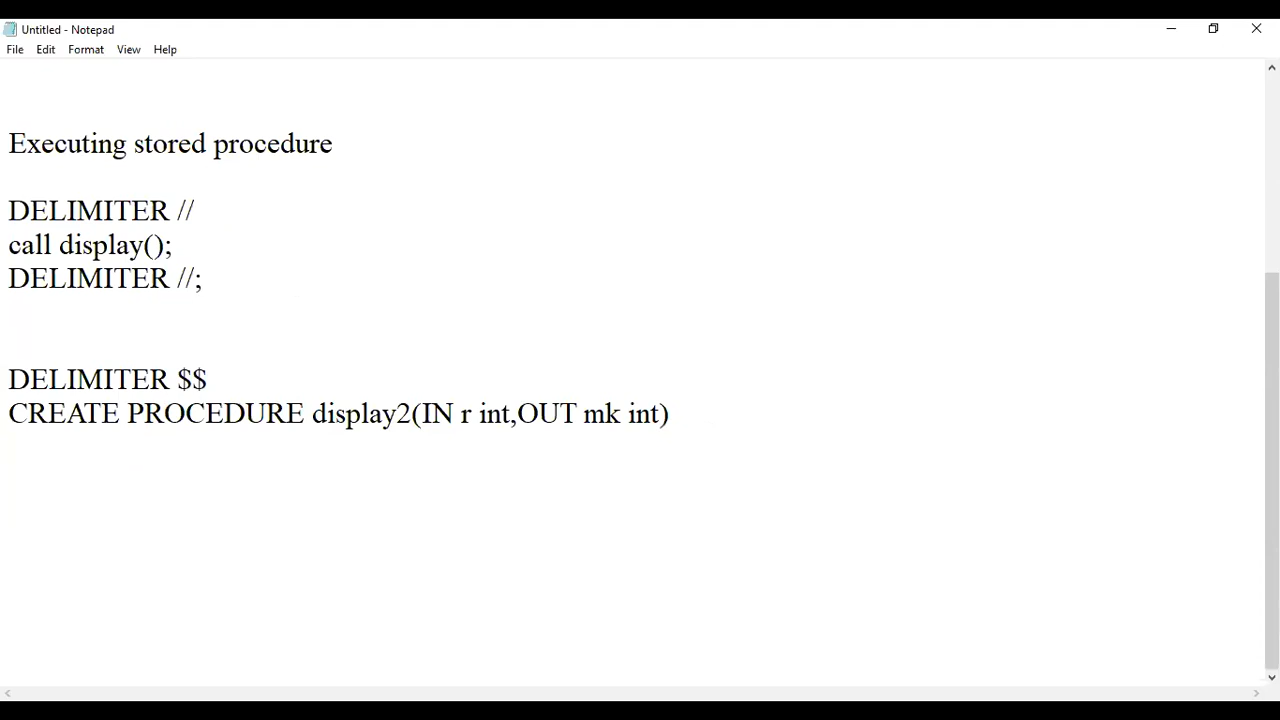 Untitled - Notepad
File Edit Format View Help
Executing stored procedure
DELIMITER //
call display();
DELIMITER //;
DELIMITER $$
CREATE PROCEDURE display2(IN r int,OUT mk int)